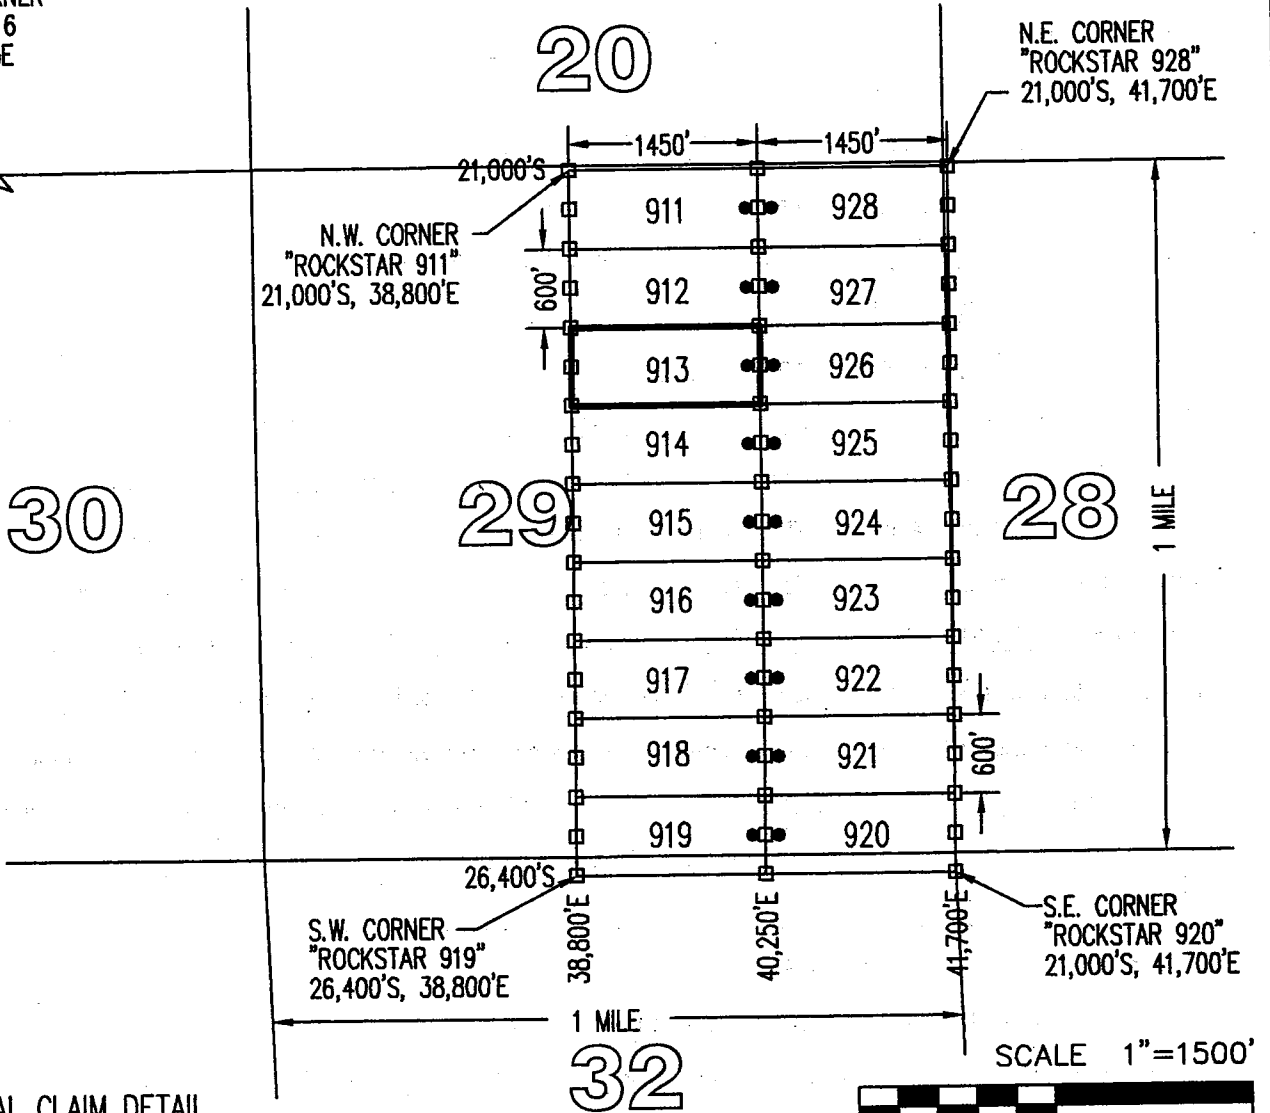 6
E
20
N.E. CORNER
"ROCKSTAR 928"
21,000'S, 41,700'E
1450'
1450'
21,000'S
911
928
N.W. CORNER
"ROCKSTAR 911"
21,000'S, 38,800'E
600'
912
927
913
926
914
925
30
29
28
1 MILE
915
924
916
923
917
922
918
921
600'
919
920
26,400'S
S.W. CORNER
"ROCKSTAR 919"
26,400'S, 38,800'E
38,800'E
40,250'E
41,700'E
S.E. CORNER
"ROCKSTAR 920"
21,000'S, 41,700'E
1 MILE
32
SCALE 1"=1500'
CLAIM DETAIL